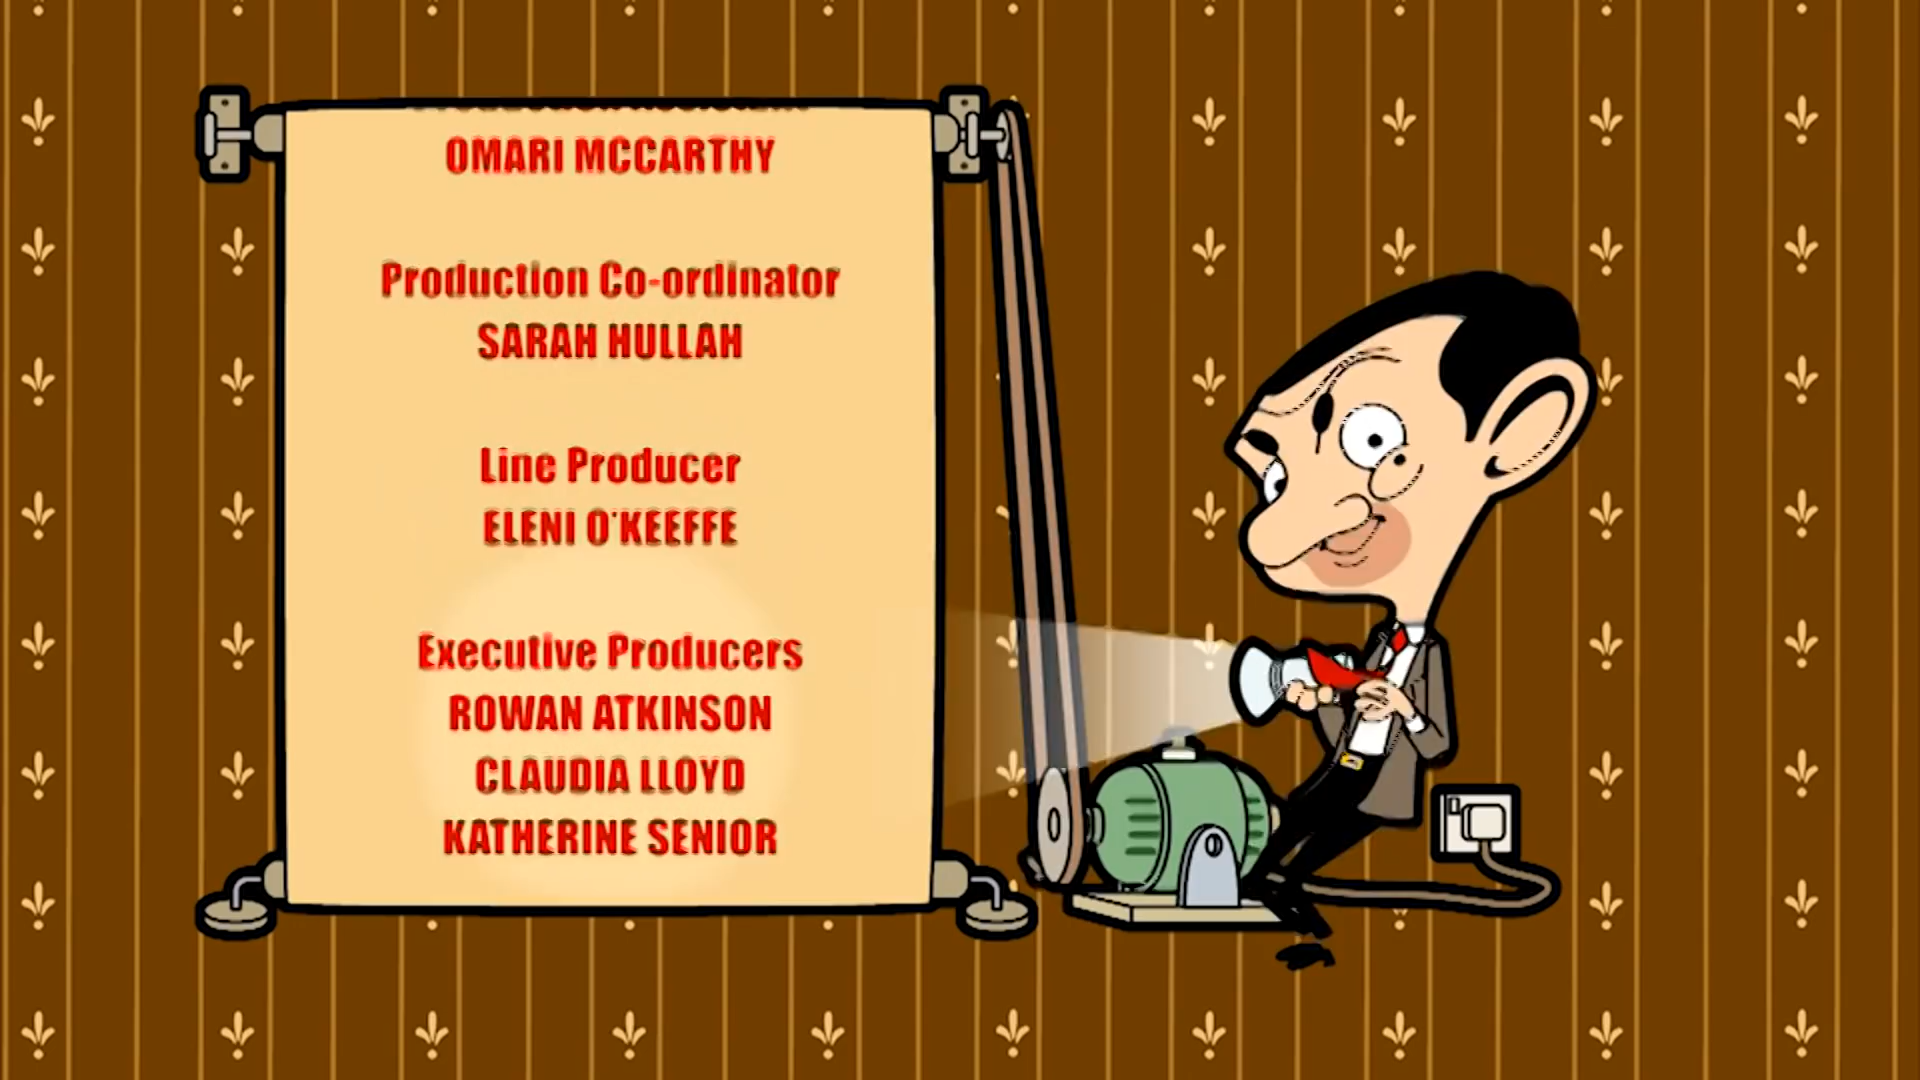 OMARI MCCARTHY
Production Co-ordinator
SARAH HULLAH
Line Producer
ELENI O'KEEFFE
Executive Producers
ROWAN ATKINSON
CLAUDIA LLOYD
KATHERINE SENIOR